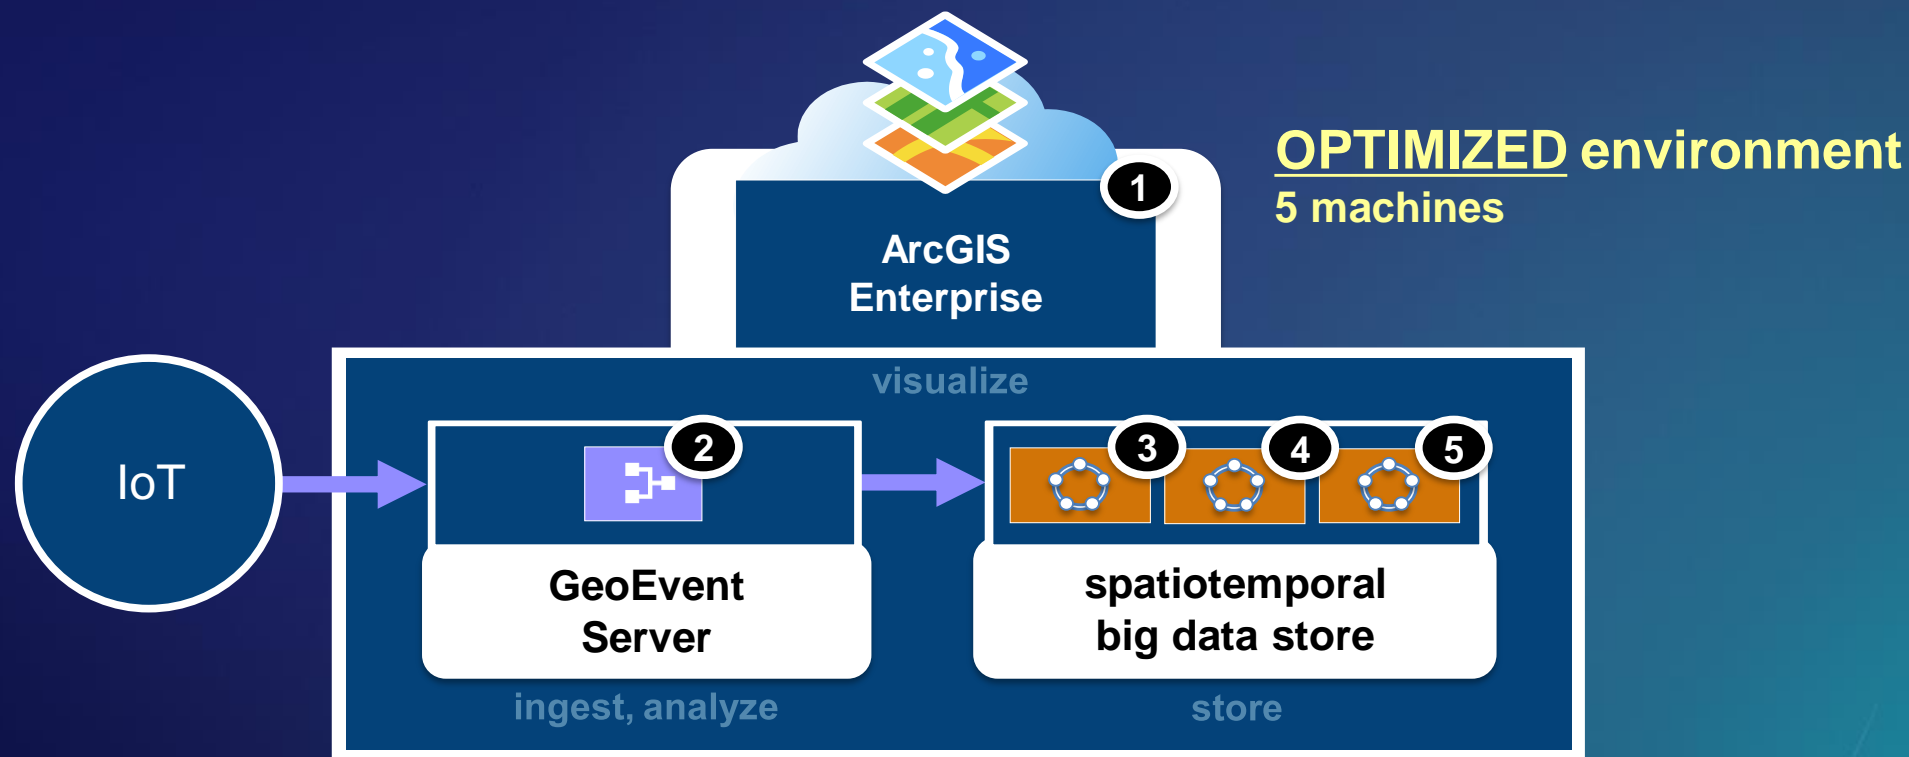 OPTIMIZED environment
5 machines
1
ArcGIS
Enterprise
visualize
IoT
2
3
4
5
GeoEvent
Server
spatiotemporal
big data store
ingest, analyze
store